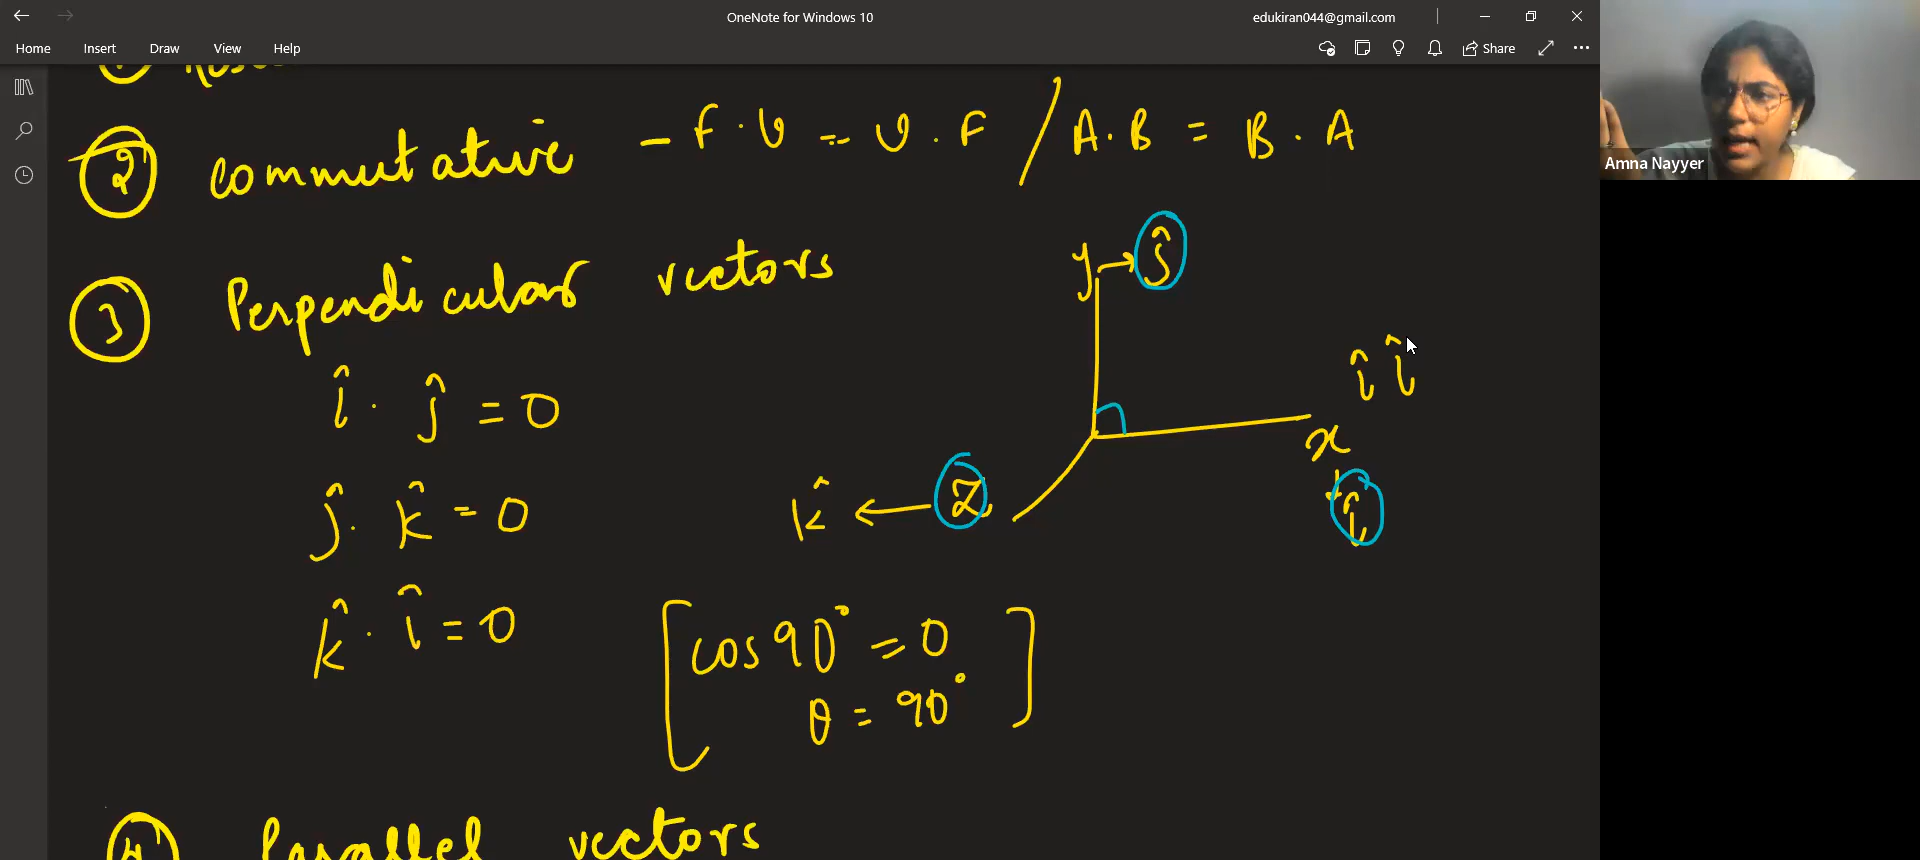 OneNote for Windows 10
edukiran044@gmail.com
Home Insert Draw View Help
Share
Amna Nayyer
② commutative - F . v = v . F / A . B = B . A
③ Perpendicular vectors
y → ĵ
î î
x
î
î . ĵ = 0
ĵ . k̂ = 0
k̂ ← z
k̂ . î = 0
[cos 90° = 0
θ = 90°]
④ Parallel vectors